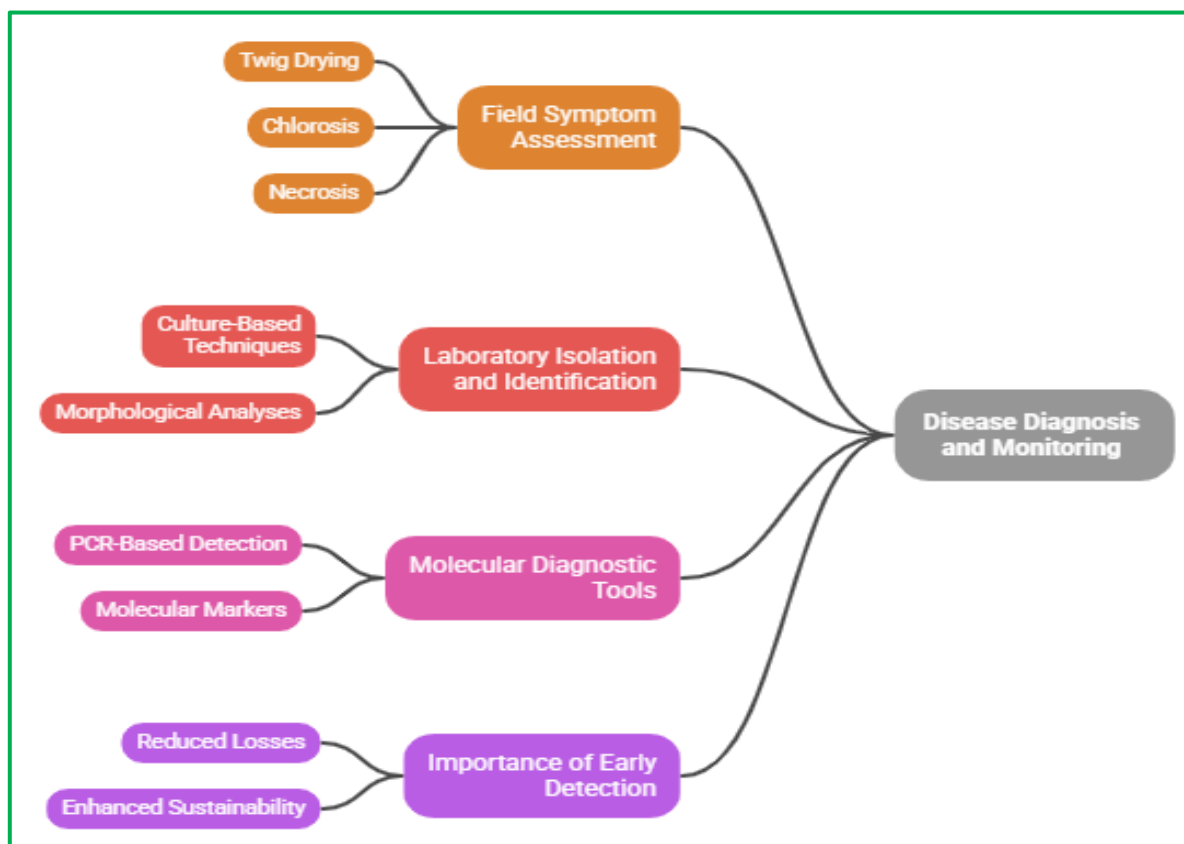 Twig Drying
Chlorosis
Necrosis
Field Symptom
Assessment
Culture-Based
Techniques
Morphological Analyses
Laboratory Isolation
and Identification
PCR-Based Detection
Molecular Markers
Molecular Diagnostic
Tools
Reduced Losses
Enhanced Sustainability
Importance of Early
Detection
Disease Diagnosis
and Monitoring